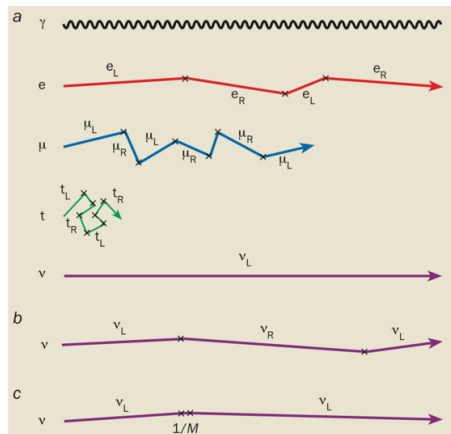 a γ
e e_L e_R e_L e_R
μ μ_L μ_R μ_L μ_R μ_R μ_L
t t_L t_R t_R t_L
ν ν_L
b ν ν_L ν_R ν_L
c ν ν_L ν_L
1/M